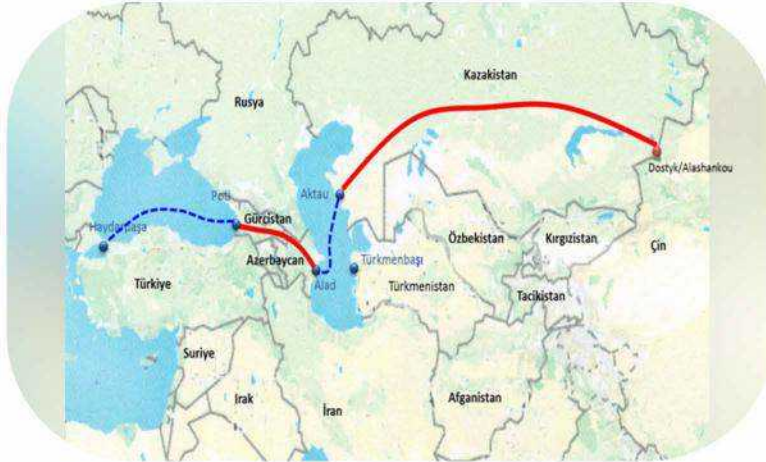 Kazakistan
Rusya
Dostyk/Alashankou
Aktau
Poti
Gürcistan
Haydarpaşa
Özbekistan
Kırgızistan
Çin
Azerbaycan
Türkmenbaşı
Türkiye
Alad
Türkmenistan
Tacikistan
Suriye
Irak
İran
Afganistan